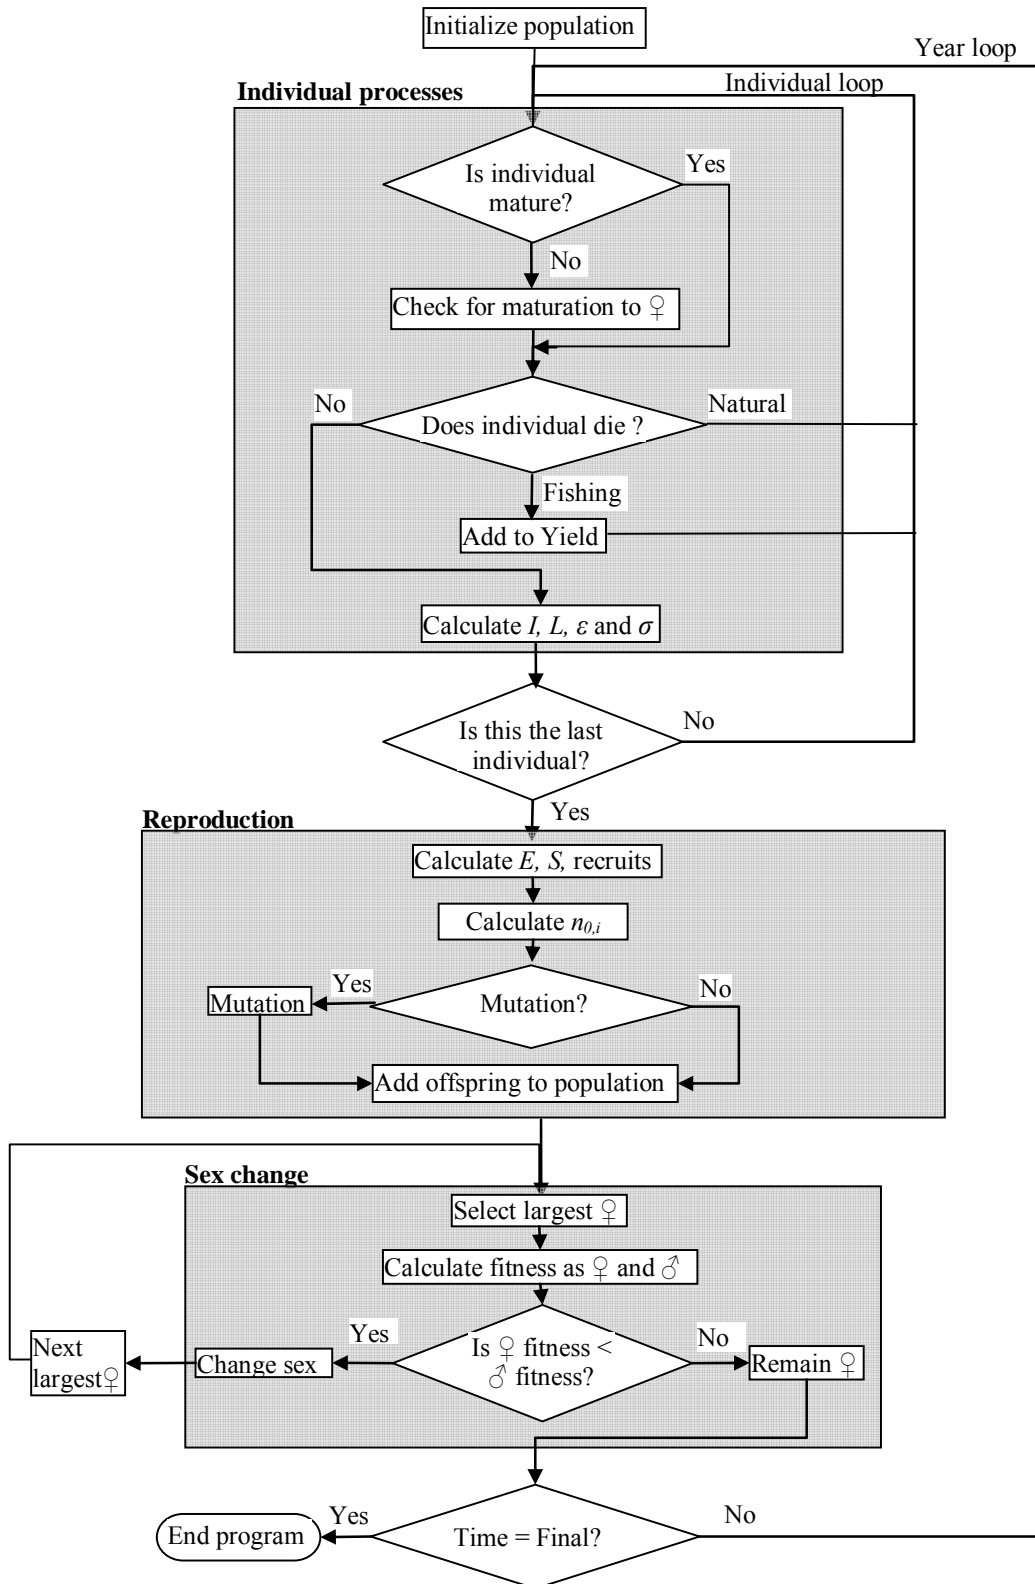 Initialize population
Year loop
Individual loop
Individual processes
Is individual
mature?
Yes
No
Check for maturation to ♀
No
Does individual die ?
Natural
Fishing
Add to Yield
Calculate I, L, ε and σ
Is this the last
individual?
No
Yes
Reproduction
Calculate E, S, recruits
Calculate n0,i
Mutation?
Yes
No
Mutation
Add offspring to population
Sex change
Select largest ♀
Calculate fitness as ♀ and ♂
Is ♀ fitness <
♂ fitness?
Yes
No
Next
largest♀
Change sex
Remain ♀
Time = Final?
Yes
No
End program